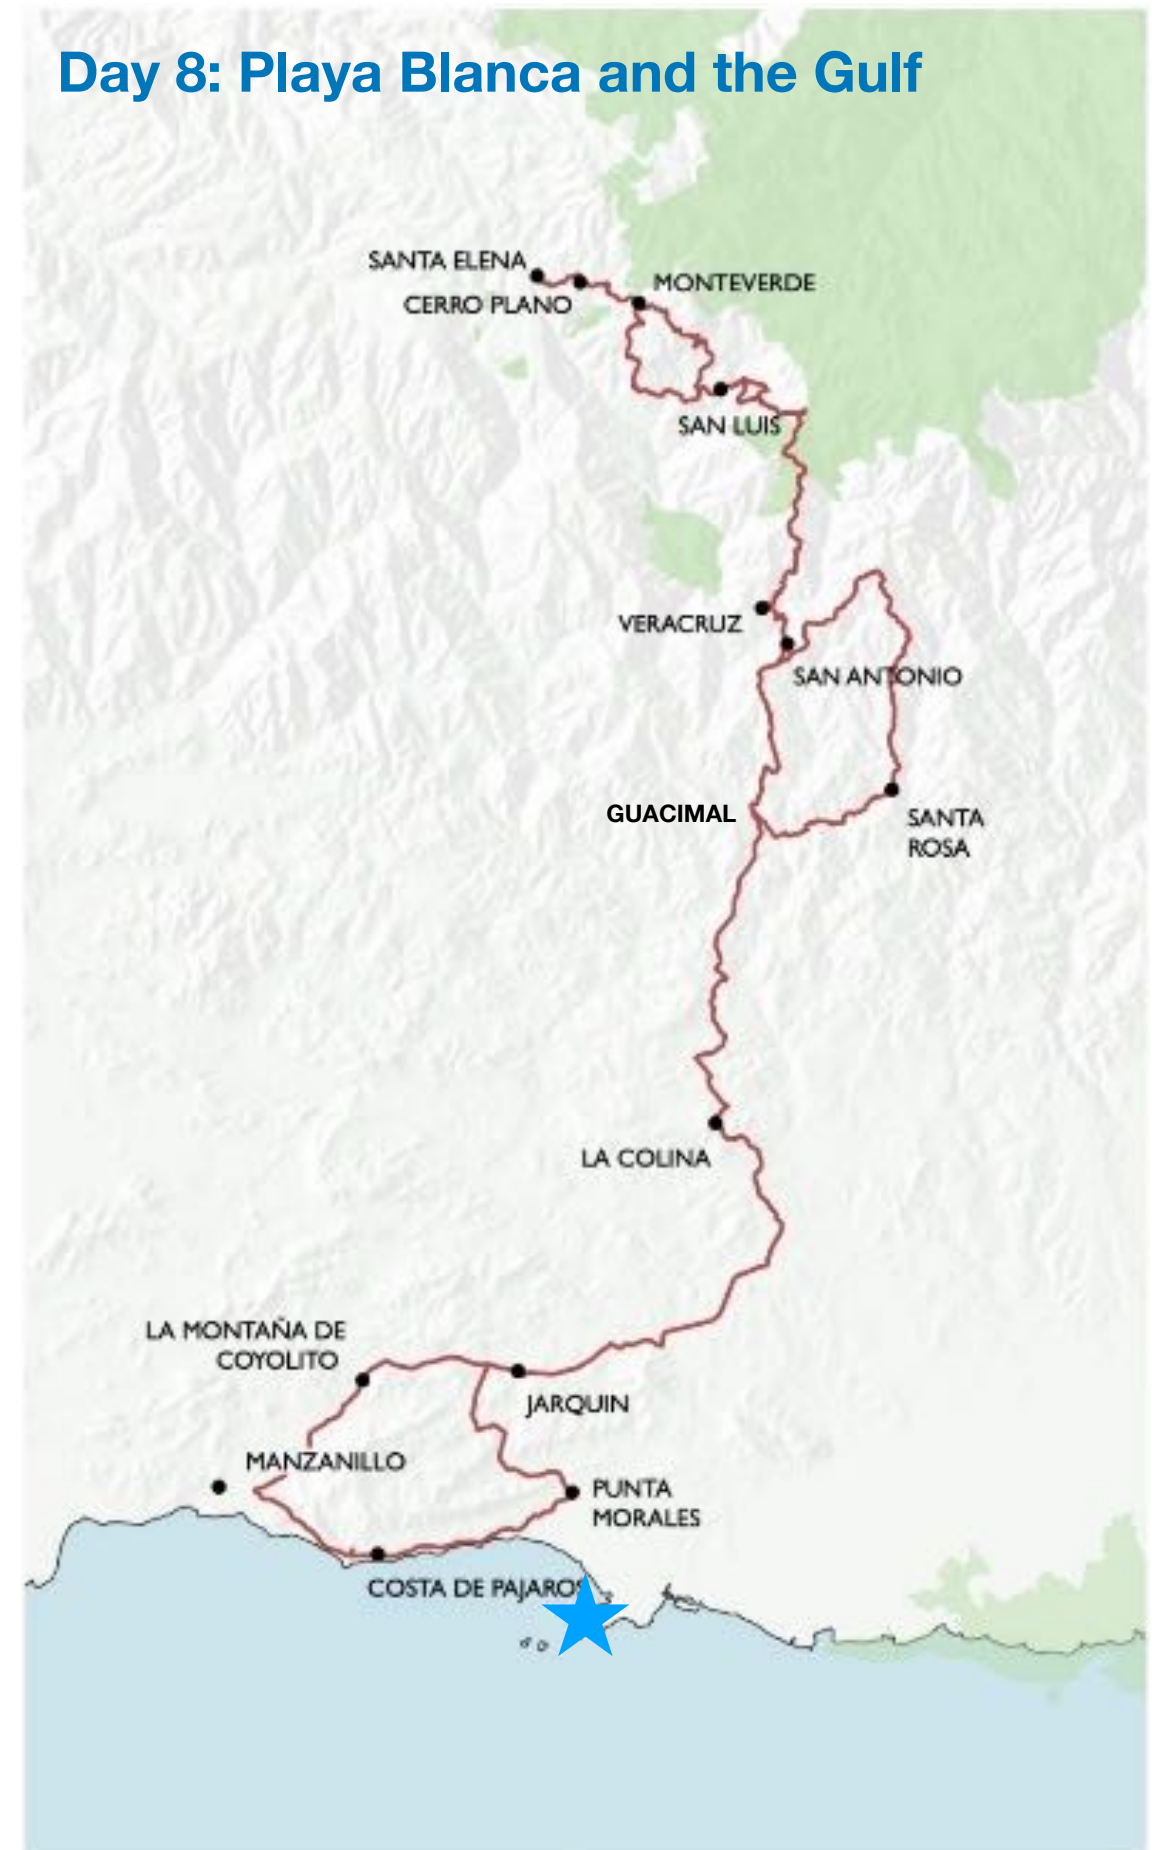 Day 8: Playa Blanca and the Gulf
SANTA ELENA
MONTEVERDE
CERRO PLANO
SAN LUIS
VERACRUZ
SAN ANTONIO
GUACIMAL
SANTA
ROSA
LA COLINA
LA MONTAÑA DE
COYOLITO
JARQUIN
MANZANILLO
PUNTA
MORALES
COSTA DE PAJAROS